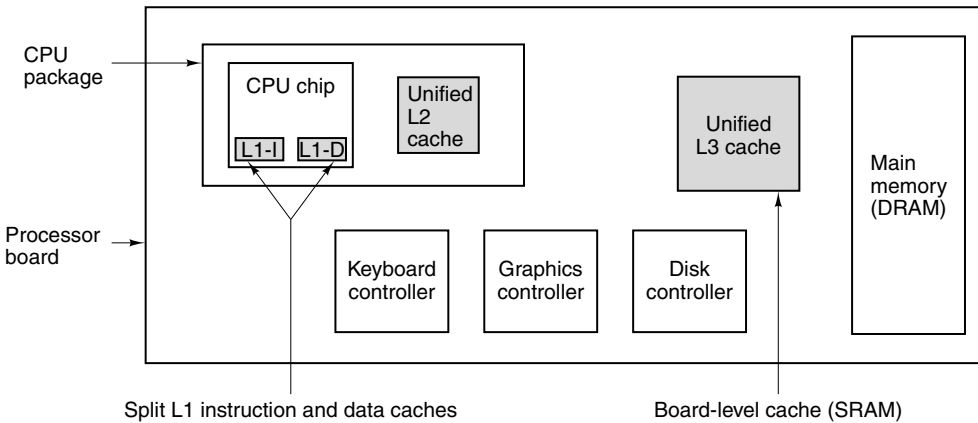 CPU
package
CPU chip
L1-I
L1-D
Unified
L2
cache
Unified
L3 cache
Main
memory
(DRAM)
Processor
board
Keyboard
controller
Graphics
controller
Disk
controller
Split L1 instruction and data caches
Board-level cache (SRAM)